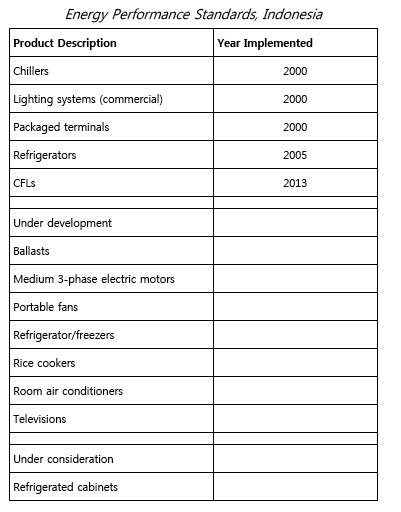 Energy Performance Standards, Indonesia
Product Description Year Implemented
Chillers 2000
Lighting systems (commercial) 2000
Packaged terminals 2000
Refrigerators 2005
CFLs 2013
Under development
Ballasts
Medium 3-phase electric motors
Portable fans
Refrigerator/freezers
Rice cookers
Room air conditioners
Televisions
Under consideration
Refrigerated cabinets